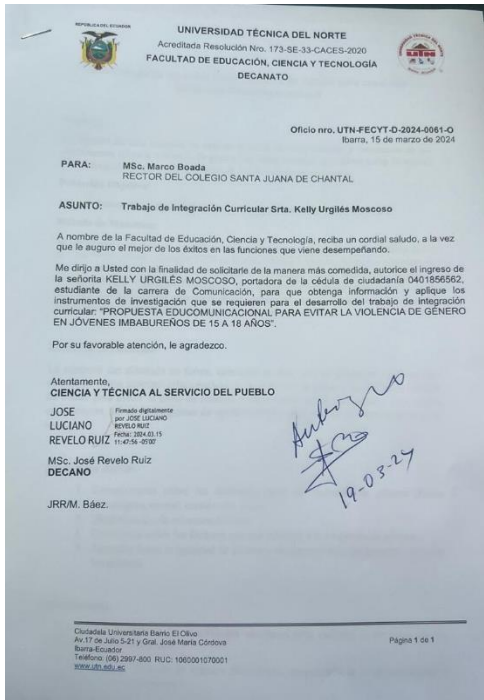 REPÚBLICA DEL ECUADOR
UNIVERSIDAD TÉCNICA DEL NORTE
Acreditada Resolución Nro. 173-SE-33-CACES-2020
FACULTAD DE EDUCACIÓN, CIENCIA Y TECNOLOGÍA
DECANATO
Oficio nro. UTN-FECYT-D-2024-0061-O
Ibarra, 15 de marzo de 2024
PARA: MSc. Marco Boada
RECTOR DEL COLEGIO SANTA JUANA DE CHANTAL
ASUNTO: Trabajo de Integración Curricular Srta. Kelly Urgilés Moscoso
A nombre de la Facultad de Educación, Ciencia y Tecnología, reciba un cordial saludo, a la vez
que le auguro el mejor de los éxitos en las funciones que viene desempeñando.
Me dirijo a Usted con la finalidad de solicitarle de la manera más comedida, autorice el ingreso de
la señorita KELLY URGILÉS MOSCOSO, portadora de la cédula de ciudadanía 0401856562,
estudiante de la carrera de Comunicación, para que obtenga información y aplique los
instrumentos de investigación que se requieren para el desarrollo del trabajo de integración
curricular: "PROPUESTA EDUCOMUNICACIONAL PARA EVITAR LA VIOLENCIA DE GÉNERO
EN JÓVENES IMBABUREÑOS DE 15 A 18 AÑOS".
Por su favorable atención, le agradezco.
Atentamente,
CIENCIA Y TÉCNICA AL SERVICIO DEL PUEBLO
JOSE
LUCIANO
REVELO RUIZ
Firmado digitalmente
por JOSE LUCIANO
REVELO RUIZ
Fecha: 2024.03.15
11:47:56 -05'00'
MSc. José Revelo Ruiz
DECANO
Autorizo
19-03-24
JRR/M. Báez.
Ciudadela Universitaria Barrio El Olivo
Av.17 de Julio 5-21 y Gral. José María Córdova
Ibarra-Ecuador
Teléfono: (06) 2997-800 RUC: 1060001070001
www.utn.edu.ec
Página 1 de 1